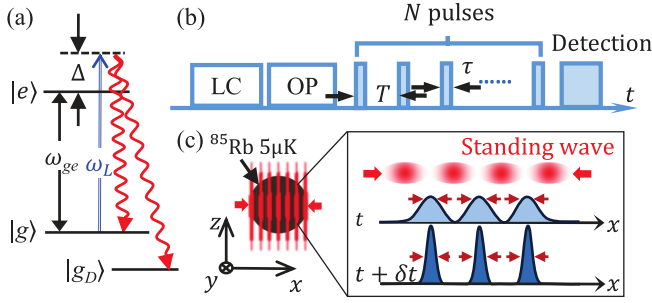 (a)
Δ
|e⟩
ω_ge
ω_L
|g⟩
|g_D⟩
(b)
N pulses
LC
OP
T
τ
Detection
t
(c)
⁸⁵Rb 5μK
z
y
x
Standing wave
t
x
t + δt
x